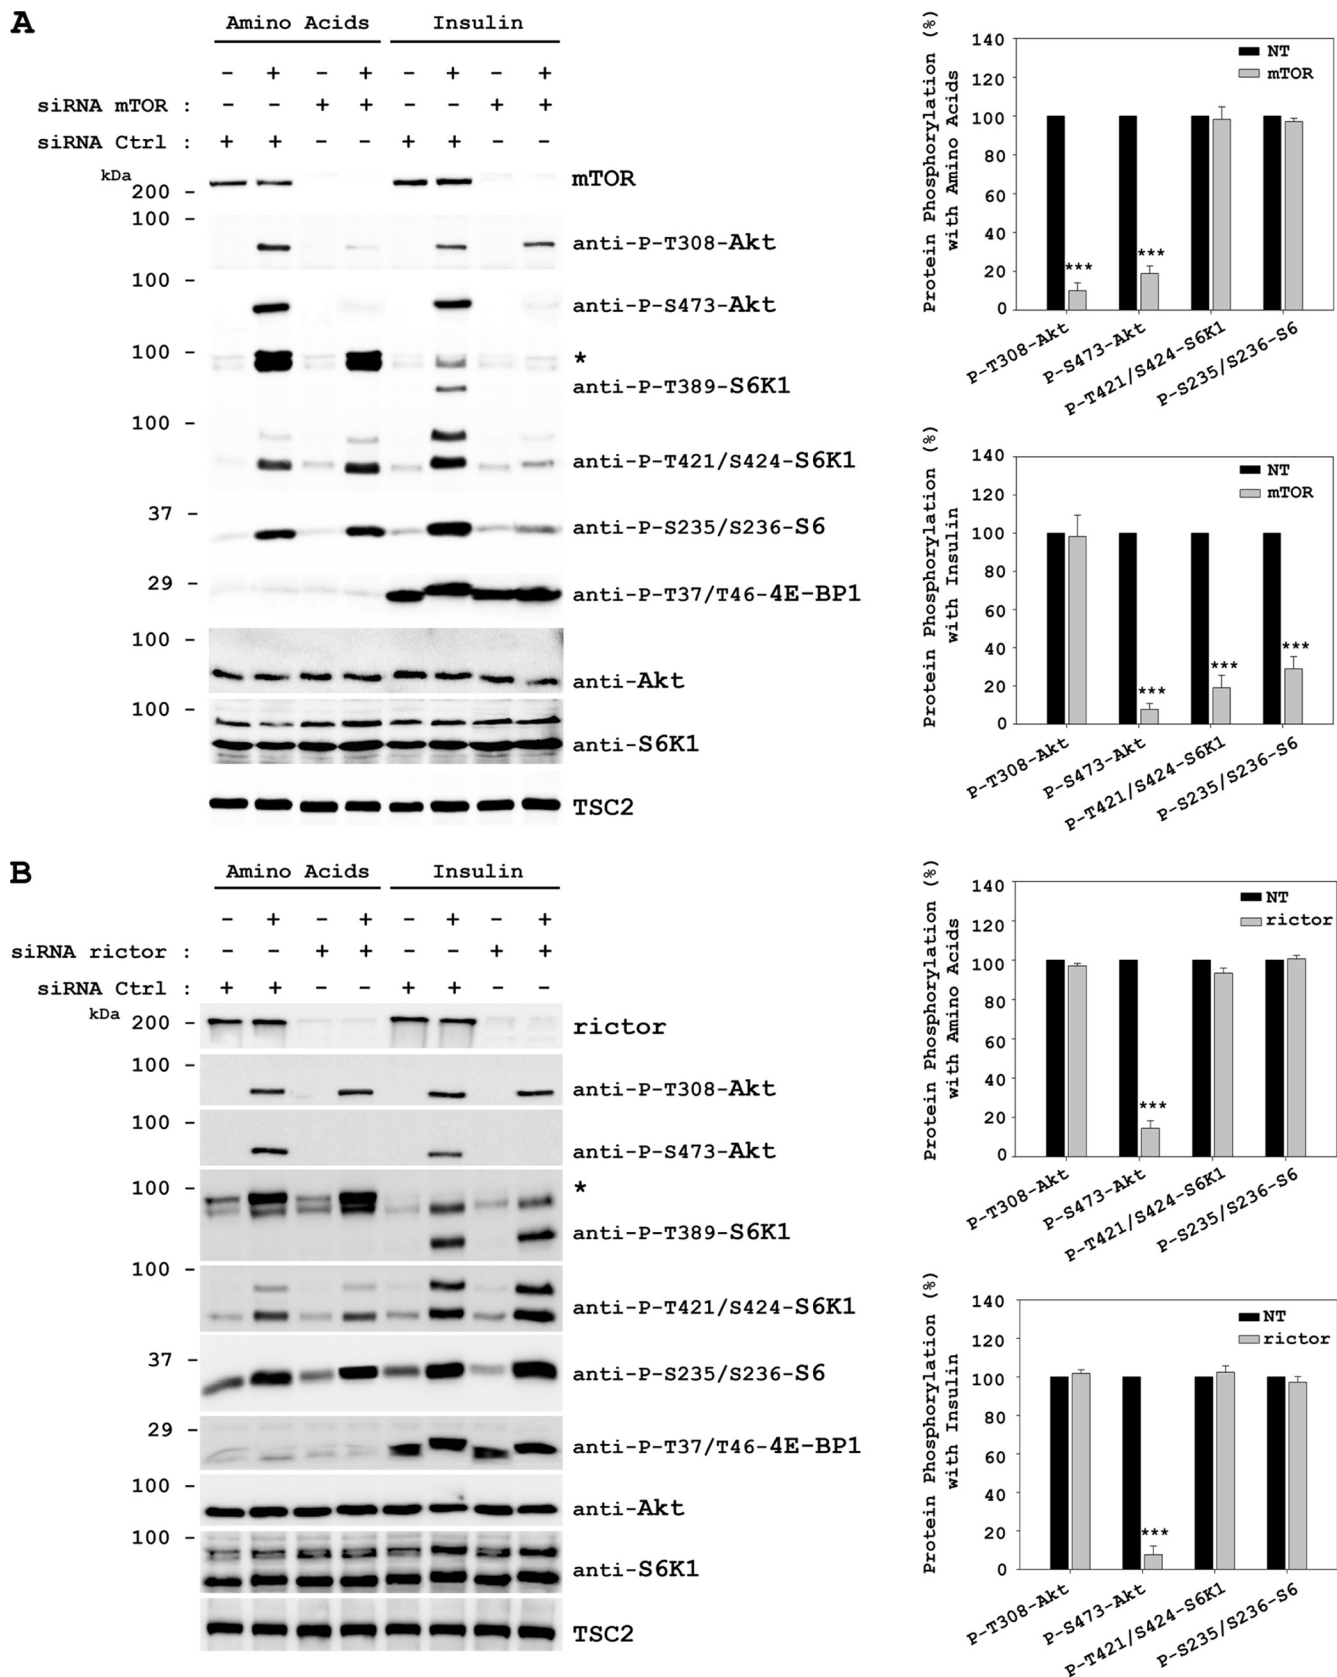 A
Amino Acids Insulin
- + - + - + - +
siRNA mTOR : - - + + - - + +
siRNA Ctrl : + + - - + + - -
kDa
200 - mTOR
100 -
anti-P-T308-Akt
100 -
anti-P-S473-Akt
100 - *
anti-P-T389-S6K1
100 -
anti-P-T421/S424-S6K1
37 -
anti-P-S235/S236-S6
29 -
anti-P-T37/T46-4E-BP1
100 -
anti-Akt
100 -
anti-S6K1
TSC2
Protein Phosphorylation (%)
with Amino Acids
140
120
100
80
60
40
20
0
NT
mTOR
***
***
P-T308-Akt
P-S473-Akt
P-T421/S424-S6K1
P-S235/S236-S6
Protein Phosphorylation (%)
with Insulin
140
120
100
80
60
40
20
0
NT
mTOR
***
***
***
P-T308-Akt
P-S473-Akt
P-T421/S424-S6K1
P-S235/S236-S6
B
Amino Acids Insulin
- + - + - + - +
siRNA rictor : - - + + - - + +
siRNA Ctrl : + + - - + + - -
kDa
200 - rictor
100 -
anti-P-T308-Akt
100 -
anti-P-S473-Akt
100 - *
anti-P-T389-S6K1
100 -
anti-P-T421/S424-S6K1
37 -
anti-P-S235/S236-S6
29 -
anti-P-T37/T46-4E-BP1
100 -
anti-Akt
100 -
anti-S6K1
TSC2
Protein Phosphorylation (%)
with Amino Acids
140
120
100
80
60
40
20
0
NT
rictor
***
P-T308-Akt
P-S473-Akt
P-T421/S424-S6K1
P-S235/S236-S6
Protein Phosphorylation (%)
with Insulin
140
120
100
80
60
40
20
0
NT
rictor
***
P-T308-Akt
P-S473-Akt
P-T421/S424-S6K1
P-S235/S236-S6